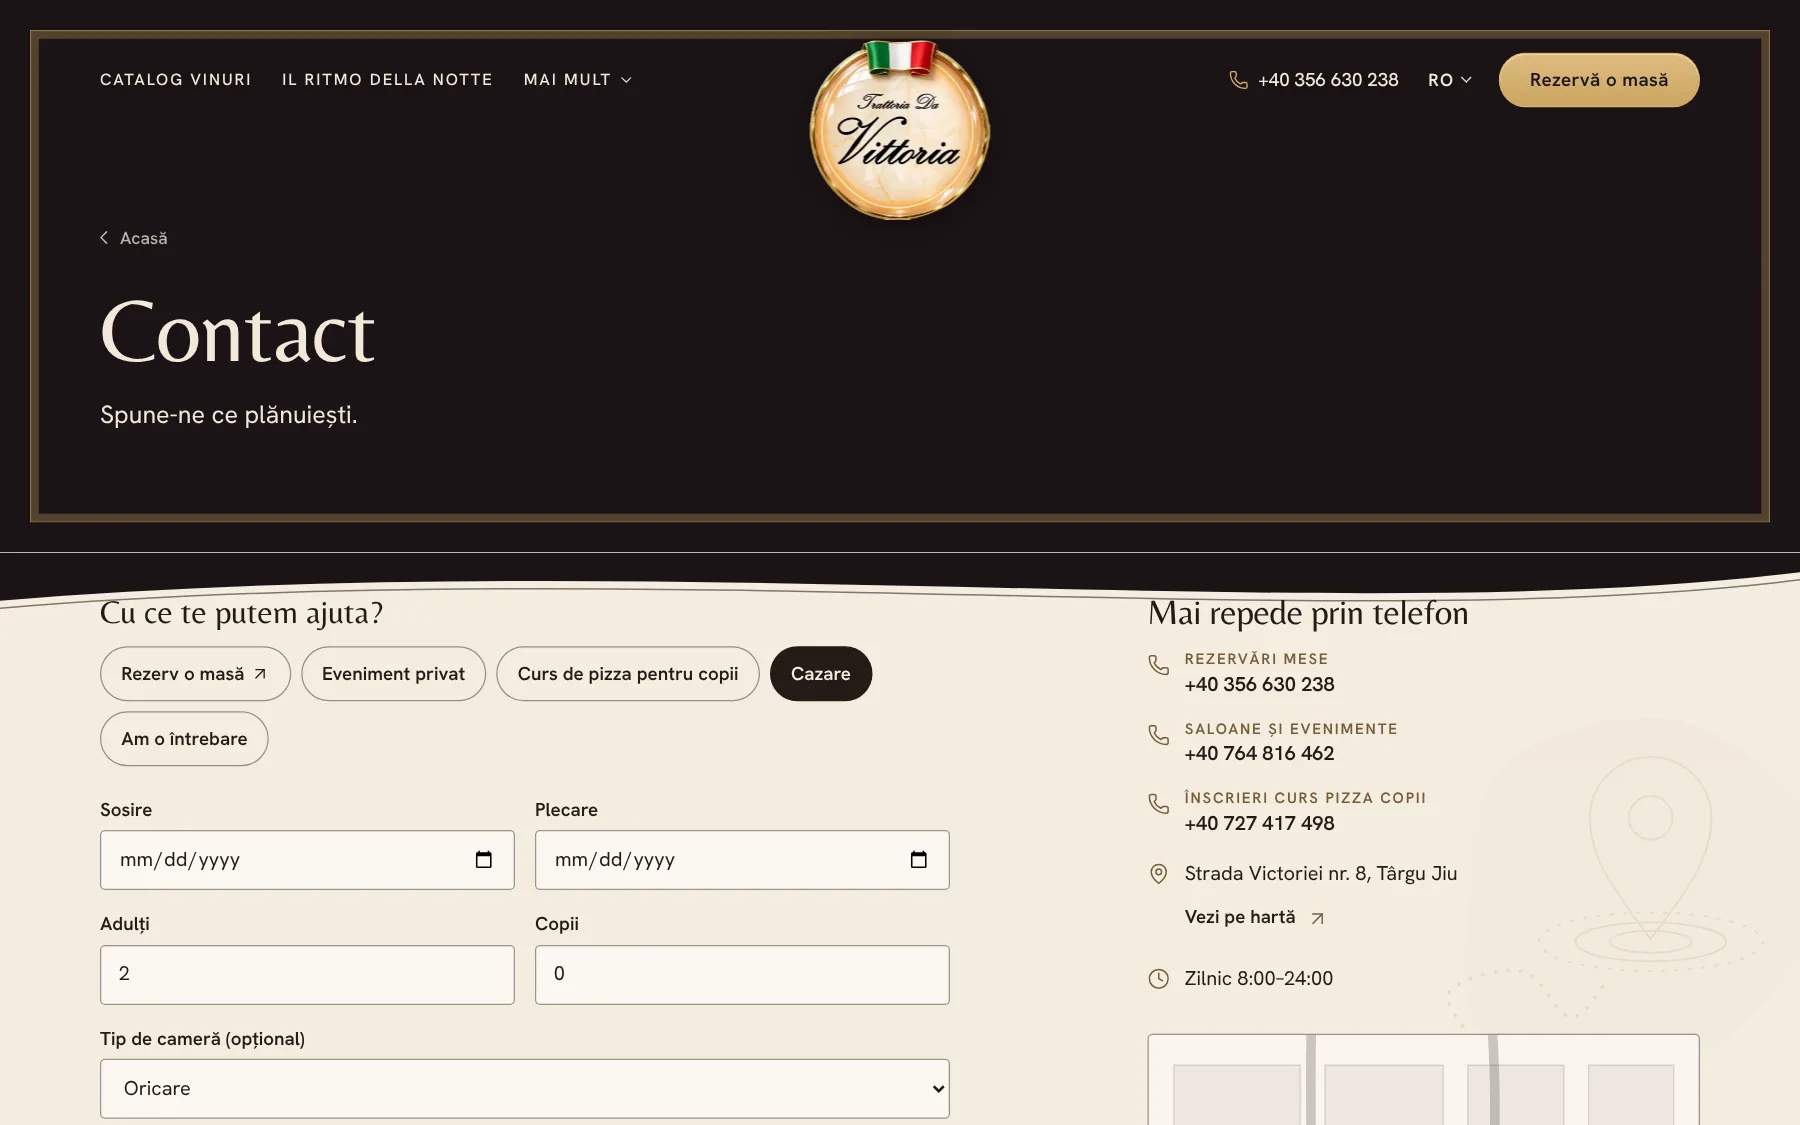 CATALOG VINURI
IL RITMO DELLA NOTTE
MAI MULT
Trattoria Da
Vittoria
+40 356 630 238
RO
Rezervă o masă
Acasă
Contact
Spune-ne ce plănuiești.
Cu ce te putem ajuta?
Rezerv o masă
Eveniment privat
Curs de pizza pentru copii
Cazare
Am o întrebare
Sosire
Plecare
mm/dd/yyyy
mm/dd/yyyy
Adulți
Copii
2
0
Tip de cameră (opțional)
Oricare
Mai repede prin telefon
REZERVĂRI MESE
+40 356 630 238
SALOANE ȘI EVENIMENTE
+40 764 816 462
ÎNSCRIERI CURS PIZZA COPII
+40 727 417 498
Strada Victoriei nr. 8, Târgu Jiu
Vezi pe hartă
Zilnic 8:00–24:00